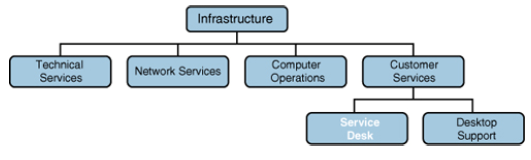 Infrastructure
Technical
Services
Network Services
Computer
Operations
Customer
Services
Service
Desk
Desktop
Support